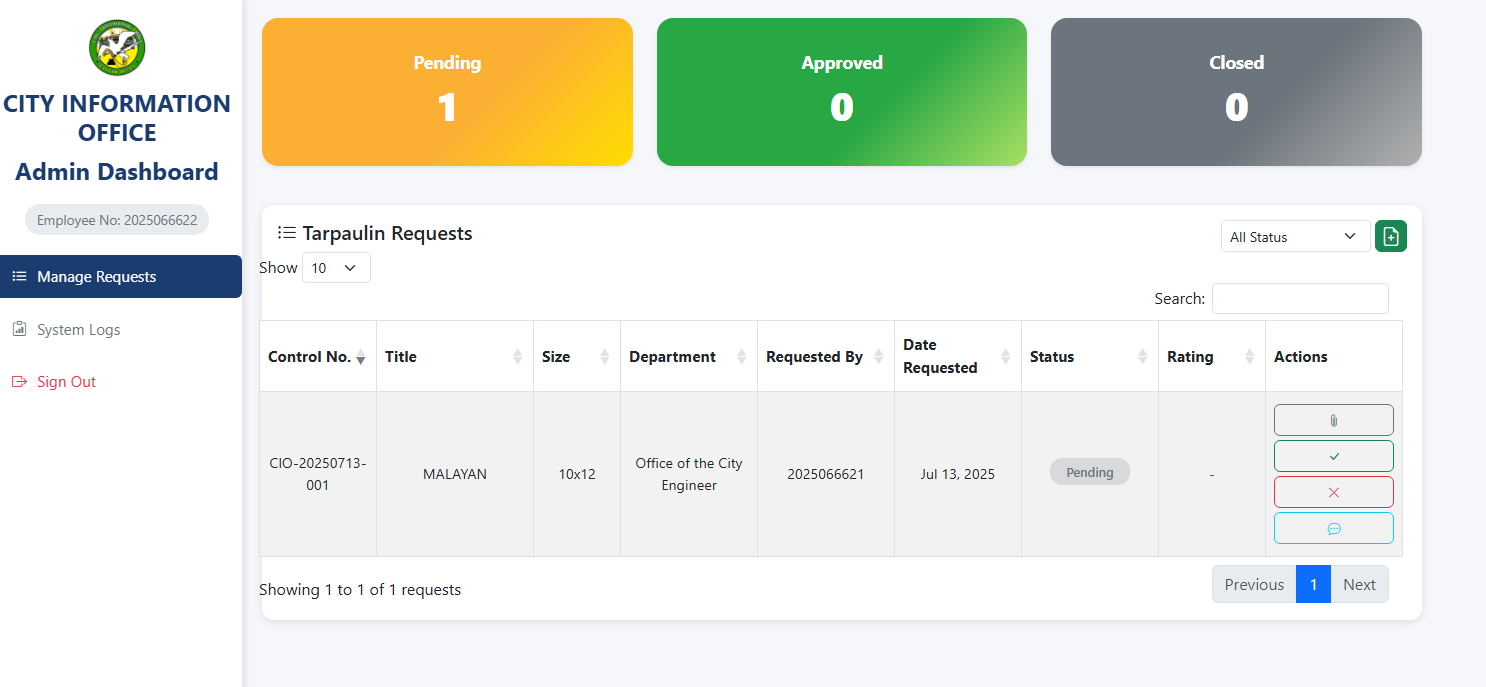 CITY INFORMATION
OFFICE
Admin Dashboard
Employee No: 2025066622
Manage Requests
System Logs
Sign Out
Pending
1
Approved
0
Closed
0
Tarpaulin Requests
All Status
Show 10
Search:
Control No. Title Size Department Requested By Date Requested Status Rating Actions
CIO-20250713-
001
MALAYAN
10x12
Office of the City
Engineer
2025066621
Jul 13, 2025
Pending
-
Showing 1 to 1 of 1 requests
Previous 1 Next